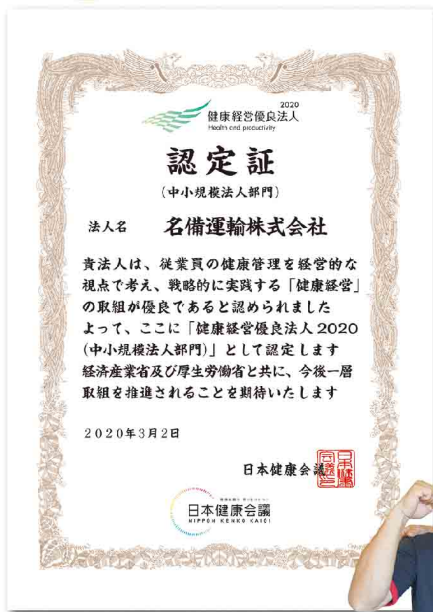 2020
健康経営優良法人
Health and productivity
認定証
(中小規模法人部門)
法人名 名備運輸株式会社
貴法人は、従業員の健康管理を経営的な
視点で考え、戦略的に実践する「健康経営」
の取組が優良であると認められました
よって、ここに「健康経営優良法人2020
(中小規模法人部門)」として認定します
経済産業省及び厚生労働省と共に、今後一層
取組を推進されることを期待いたします
2020年3月2日
日本健康会議
日本健康会議
NIPPON KENKO KAIGI